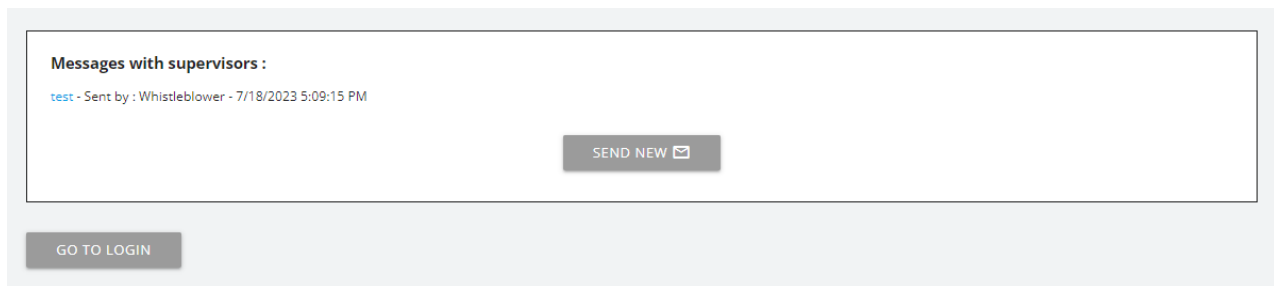 Messages with supervisors :
test - Sent by : Whistleblower - 7/18/2023 5:09:15 PM
SEND NEW
GO TO LOGIN